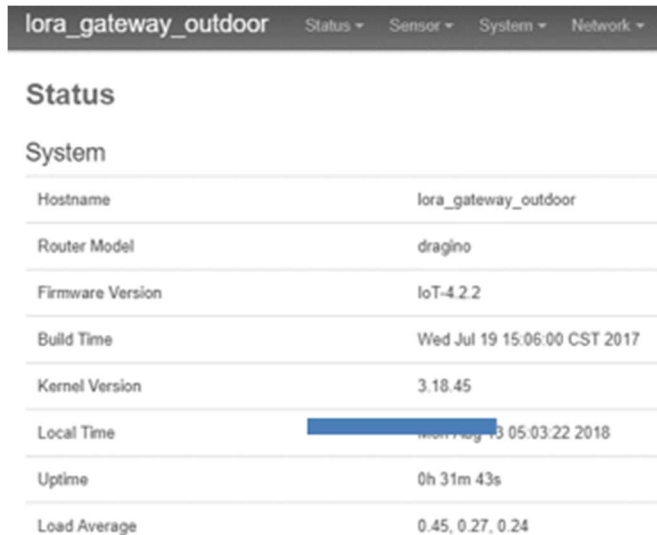 lora_gateway_outdoor Status Sensor System Network
Status
System
Hostname lora_gateway_outdoor
Router Model dragino
Firmware Version IoT-4.2.2
Build Time Wed Jul 19 15:06:00 CST 2017
Kernel Version 3.18.45
Local Time 05:03:22 2018
Uptime 0h 31m 43s
Load Average 0.45, 0.27, 0.24